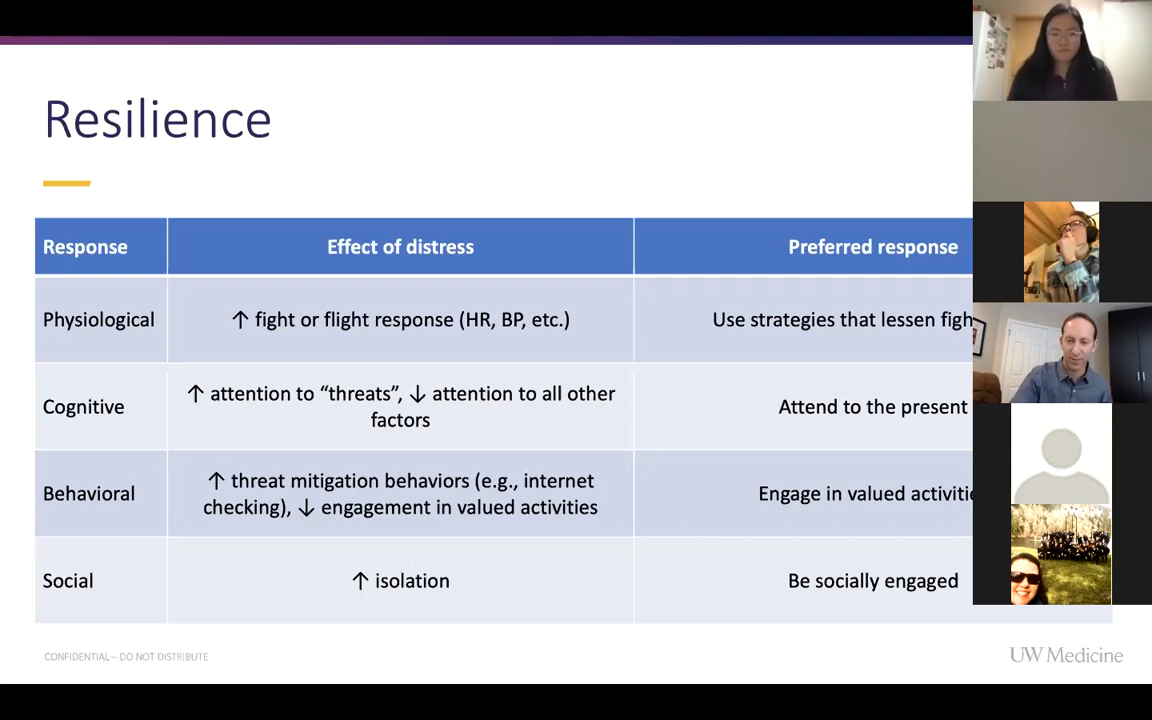 Resilience
Response Effect of distress Preferred response
Physiological ↑ fight or flight response (HR, BP, etc.) Use strategies that lessen
Cognitive ↑ attention to “threats”, ↓ attention to all other
factors
Attend to the present
Behavioral ↑ threat mitigation behaviors (e.g., internet
checking), ↓ engagement in valued activities
Engage in valued
Social ↑ isolation Be socially engaged
CONFIDENTIAL – DO NOT DISTRIBUTE
UW Medicine